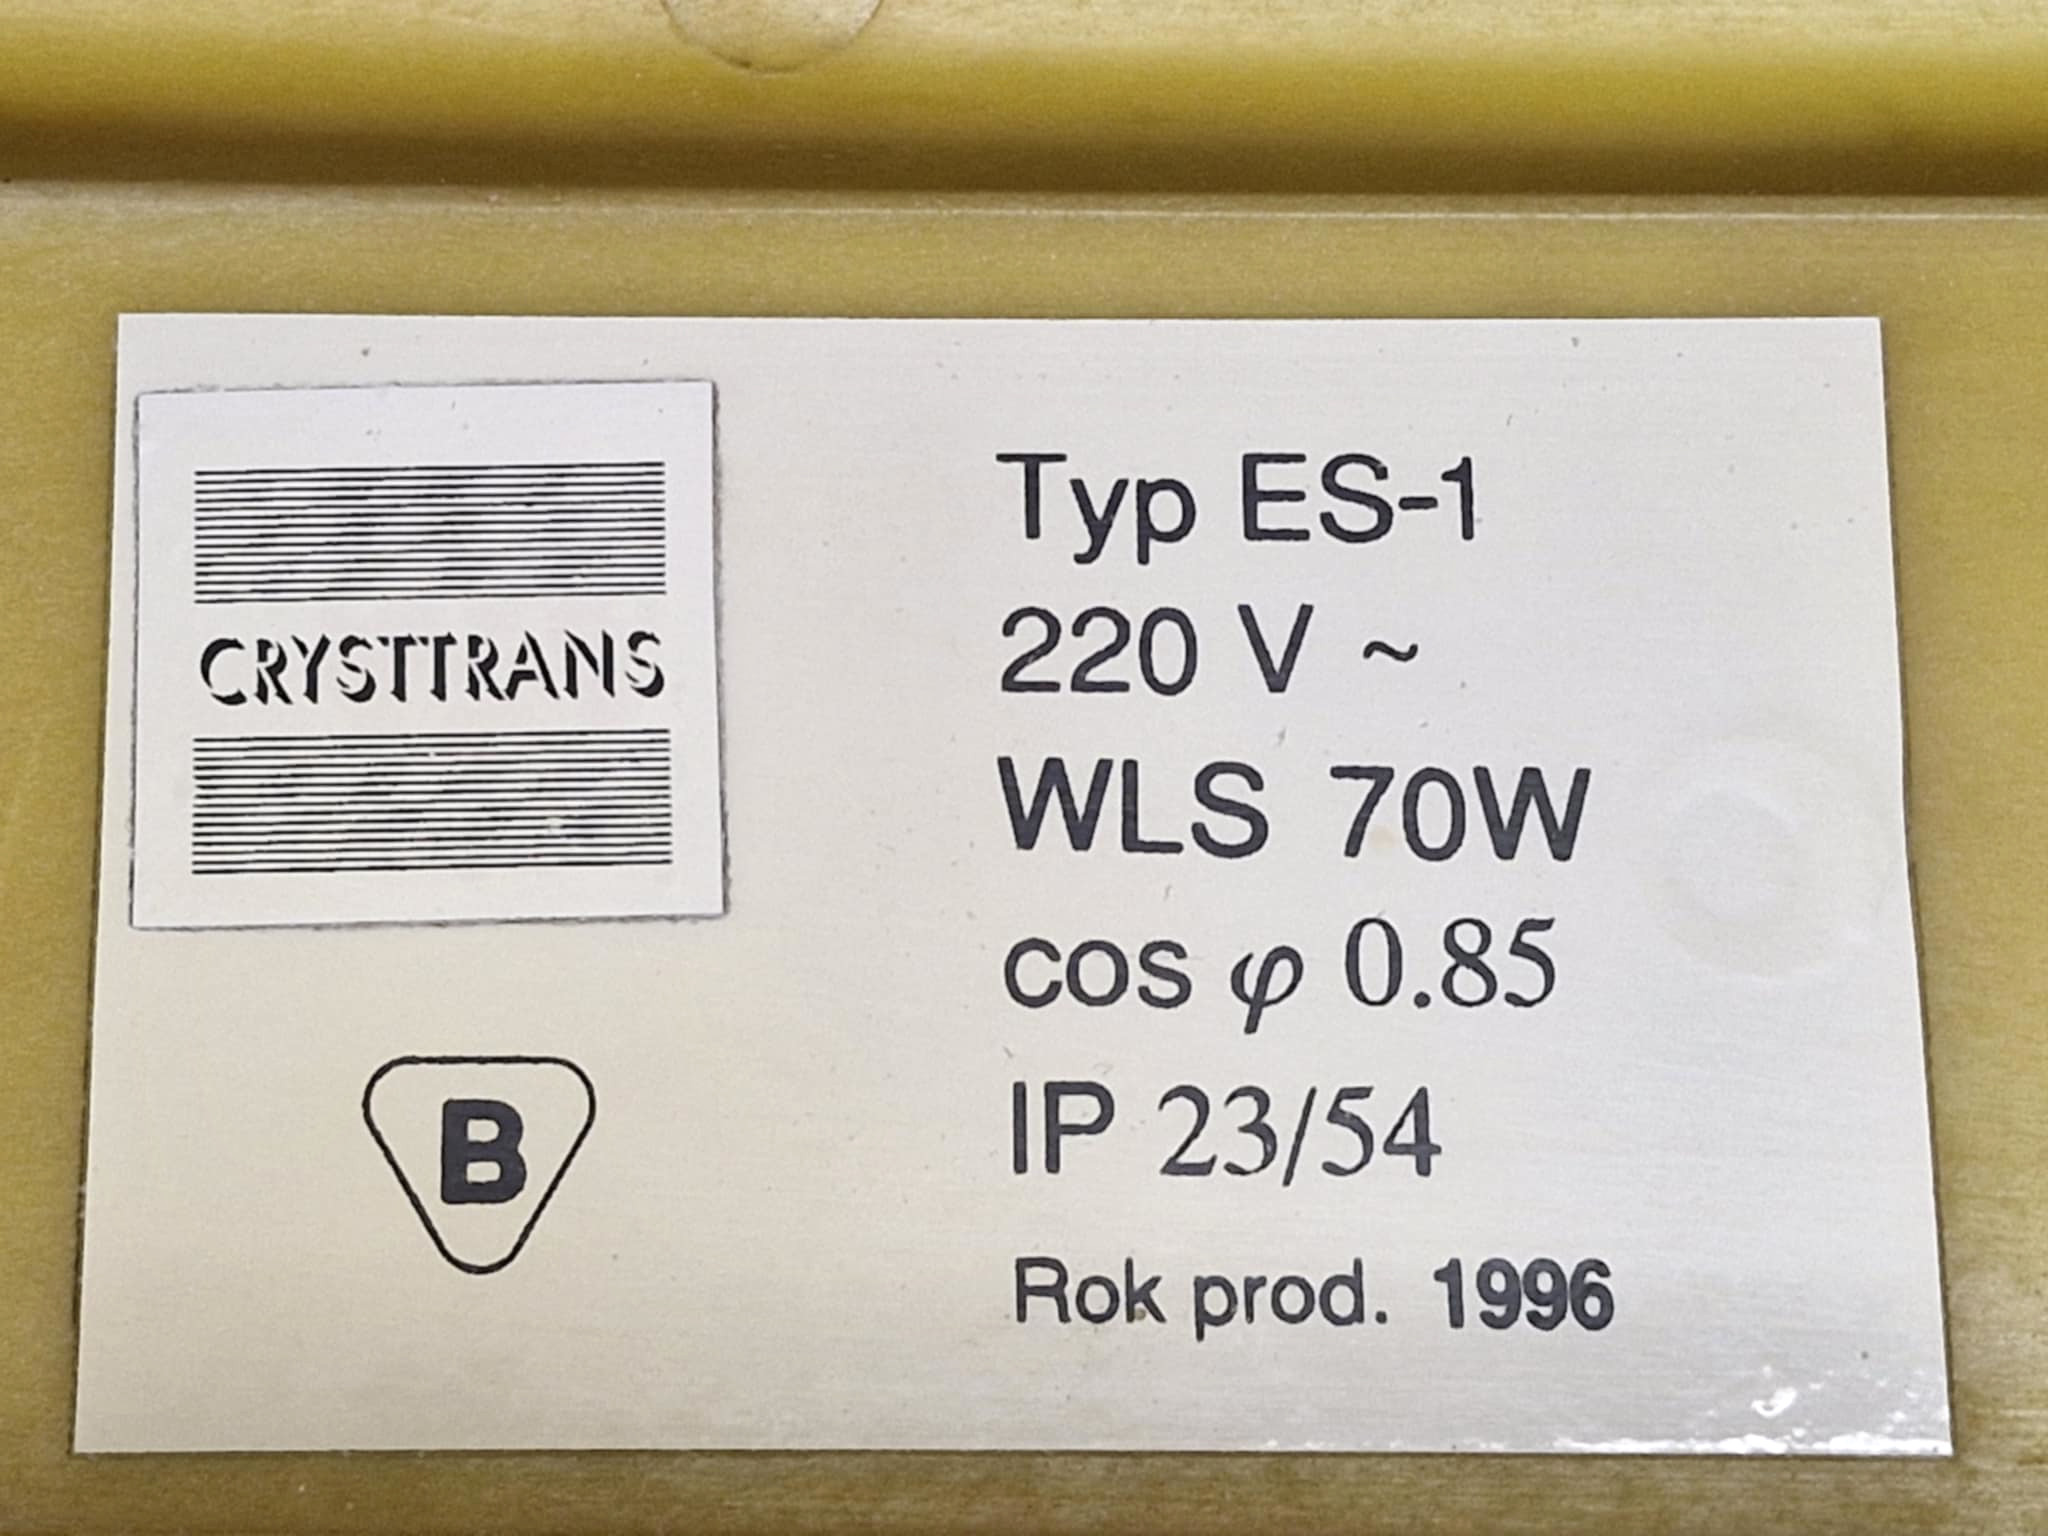 CRYSTTRANS
B
Typ ES-1
220 V ~
WLS 70W
cos φ 0.85
IP 23/54
Rok prod. 1996